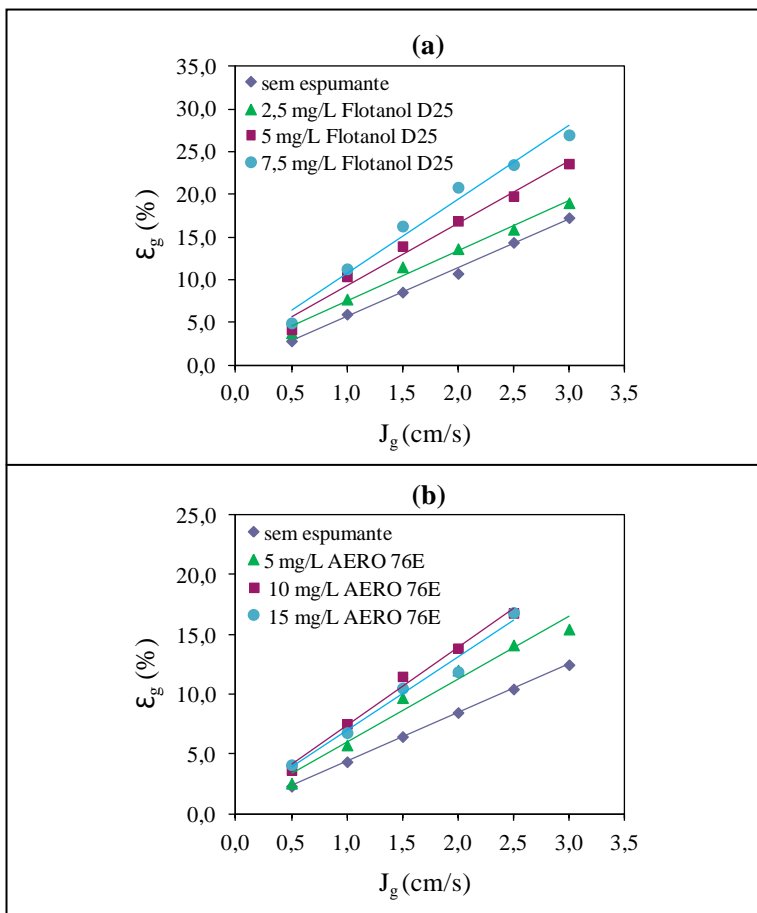 (a)
35,0
sem espumante
30,0
2,5 mg/L Flotanol D25
25,0
5 mg/L Flotanol D25
7,5 mg/L Flotanol D25
20,0
15,0
10,0
5,0
0,0
εg (%)
0,0 0,5 1,0 1,5 2,0 2,5 3,0 3,5
Jg (cm/s)
(b)
25,0
sem espumante
5 mg/L AERO 76E
20,0
10 mg/L AERO 76E
15 mg/L AERO 76E
15,0
10,0
5,0
0,0
εg (%)
0,0 0,5 1,0 1,5 2,0 2,5 3,0 3,5
Jg (cm/s)